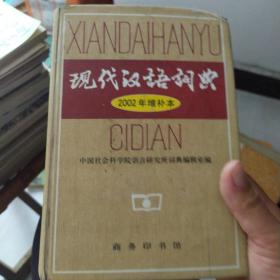 XIANDAIHANYU
现代汉语词典
2002年增补本
CIDIAN
中国社会科学院语言研究所词典编辑室编
商务印书馆